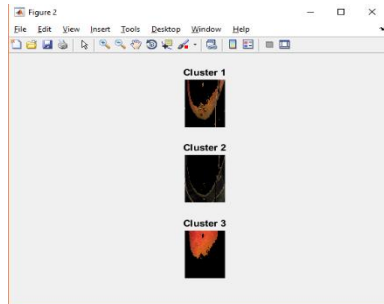 Figure 2
File Edit View Insert Tools Desktop Window Help
Cluster 1
Cluster 2
Cluster 3